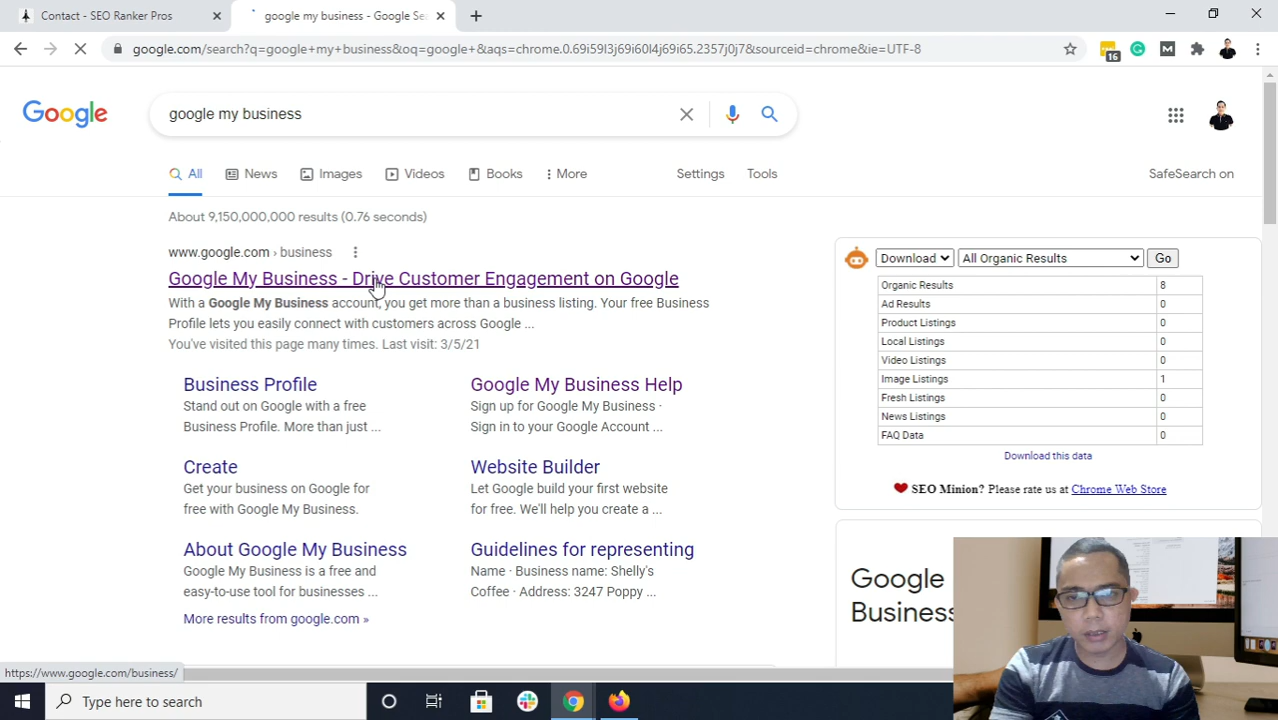 Contact - SEO Ranker Pros
google my business - Google Se
google.com/search?q=google+my+business&oq=google+&aqs=chrome.0.69i59l3j69i60l4j69i65.2357j0j7&sourceid=chrome&ie=UTF-8
16
M
Google
google my business
All
News
Images
Videos
Books
More
Settings
Tools
SafeSearch on
About 9,150,000,000 results (0.76 seconds)
www.google.com › business
Google My Business - Drive Customer Engagement on Google
With a Google My Business account, you get more than a business listing. Your free Business
Profile lets you easily connect with customers across Google ...
You've visited this page many times. Last visit: 3/5/21
Business Profile
Stand out on Google with a free
Business Profile. More than just ...
Google My Business Help
Sign up for Google My Business ·
Sign in to your Google Account ...
Create
Get your business on Google for
free with Google My Business.
Website Builder
Let Google build your first website
for free. We'll help you create a ...
About Google My Business
Google My Business is a free and
easy-to-use tool for businesses ...
Guidelines for representing
Name · Business name: Shelly's
Coffee · Address: 3247 Poppy ...
More results from google.com »
Download
All Organic Results
Go
Organic Results 8
Ad Results 0
Product Listings 0
Local Listings 0
Video Listings 0
Image Listings 1
Fresh Listings 0
News Listings 0
FAQ Data 0
Download this data
SEO Minion? Please rate us at Chrome Web Store
Google
Business
https://www.google.com/business/
Type here to search